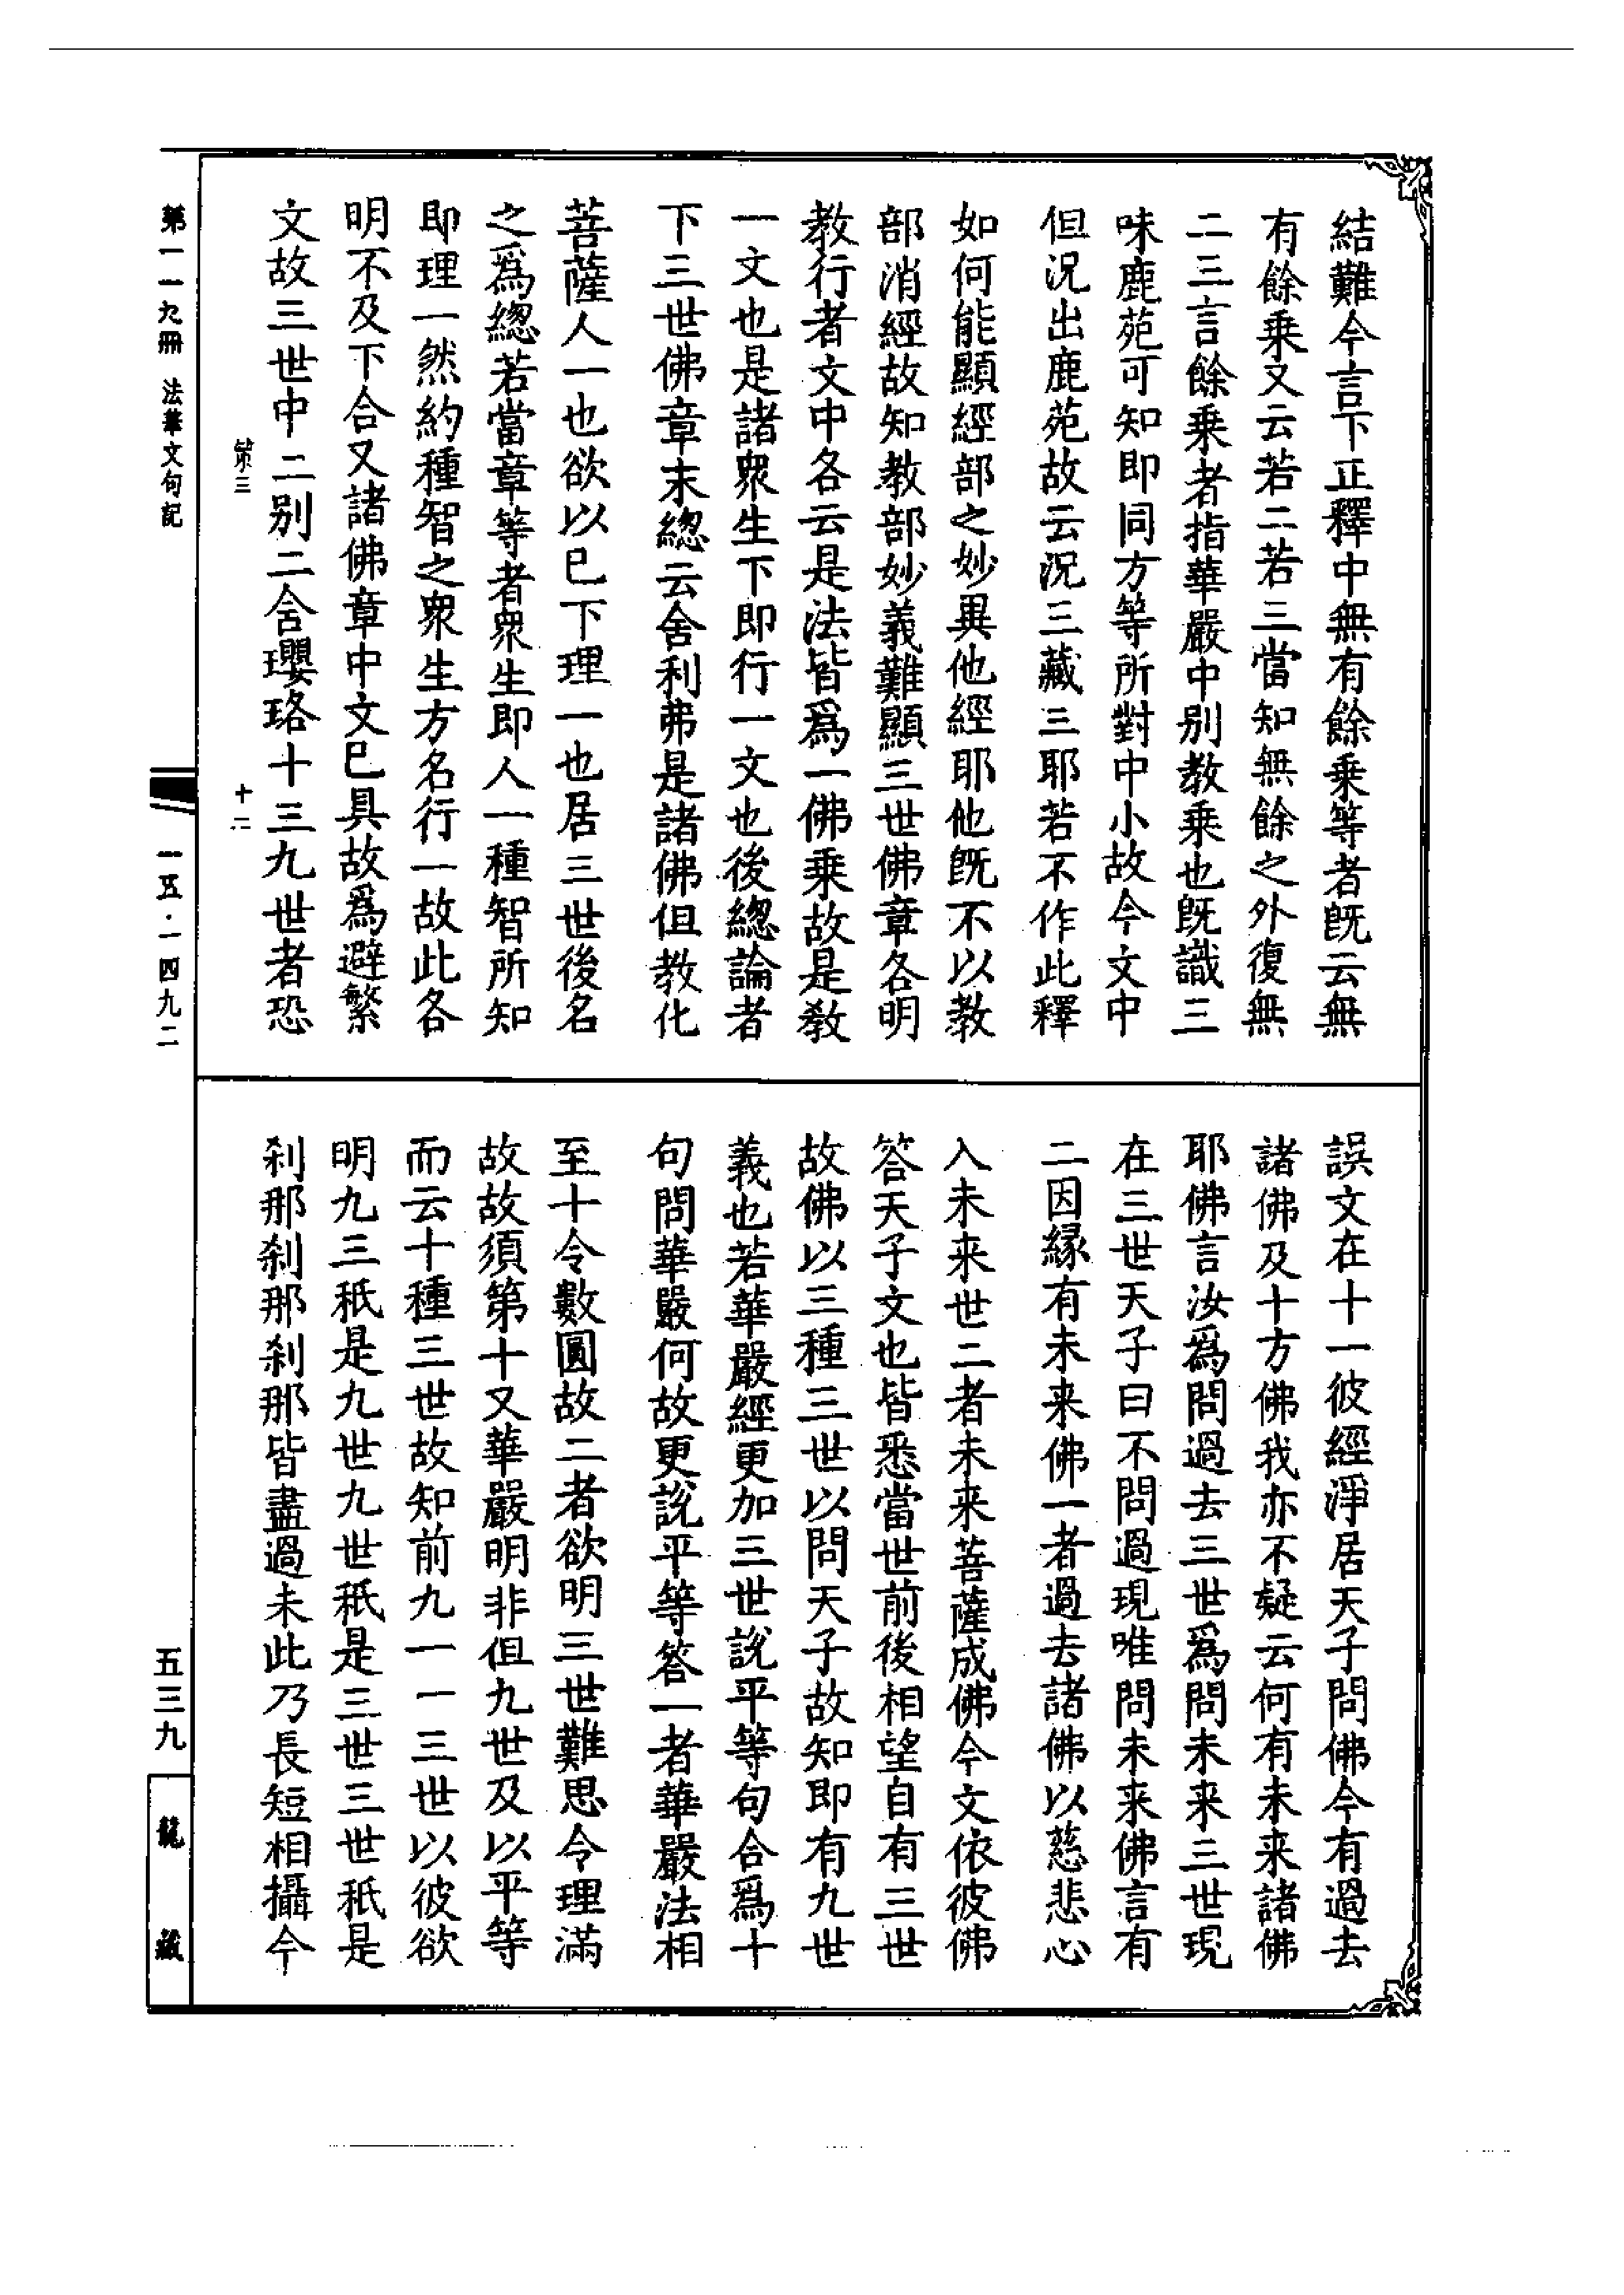 結難今言下正釋中無有餘乗等者旣云無
有餘乗又云若二若三當知無餘之外復無
二三言餘乗者指華嚴中别教乗也旣識三
味鹿苑可知即同方等所對中小故今文中
但況出鹿苑故云況三藏三耶若不作此釋
如何能顯經部之妙異他經耶他旣不以教
部消經故知教部妙義難顯三世佛章各明
教行者文中各云是法皆爲一佛乗故是教
一文也是諸衆生下即行一文也後緫論者
下三世佛章末緫云舍利弗是諸佛但教化
菩薩人一也欲以巳下理一也居三世後名
之爲緫若當章等者衆生即人一種智所知
即理一然約種智之衆生方名行一故此各
明不及下合又諸佛章中文巳具故爲避繁
文故三世中二别二舍瓔珞十三九世者恐
策三 十二
誤文在十一彼經淨居天子問佛今有過去
諸佛及十方佛我亦不疑云何有未来諸佛
耶佛言汝爲問過去三世爲問未来三世現
在三世天子曰不問過現唯問未来佛言有
二因縁有未来佛一者過去諸佛以慈悲心
入未来世二者未来菩薩成佛今文依彼佛
答天子文也皆悉當世前後相望自有三世
故佛以三種三世以問天子故知即有九世
義也若華嚴經更加三世説平等句合爲十
句問華嚴何故更説平等答一者華嚴法相
至十令數圓故二者欲明三世難思令理滿
故故須第十又華嚴明非但九世及以平等
而云十種三世故知前九一一三世以彼欲
明九三秖是九世九世秖是三世三世秖是
刹那刹那刹那皆盡過未此乃長短相攝今
第一一九冊 法華文句記
一五·一四九二
五三九
龍藏